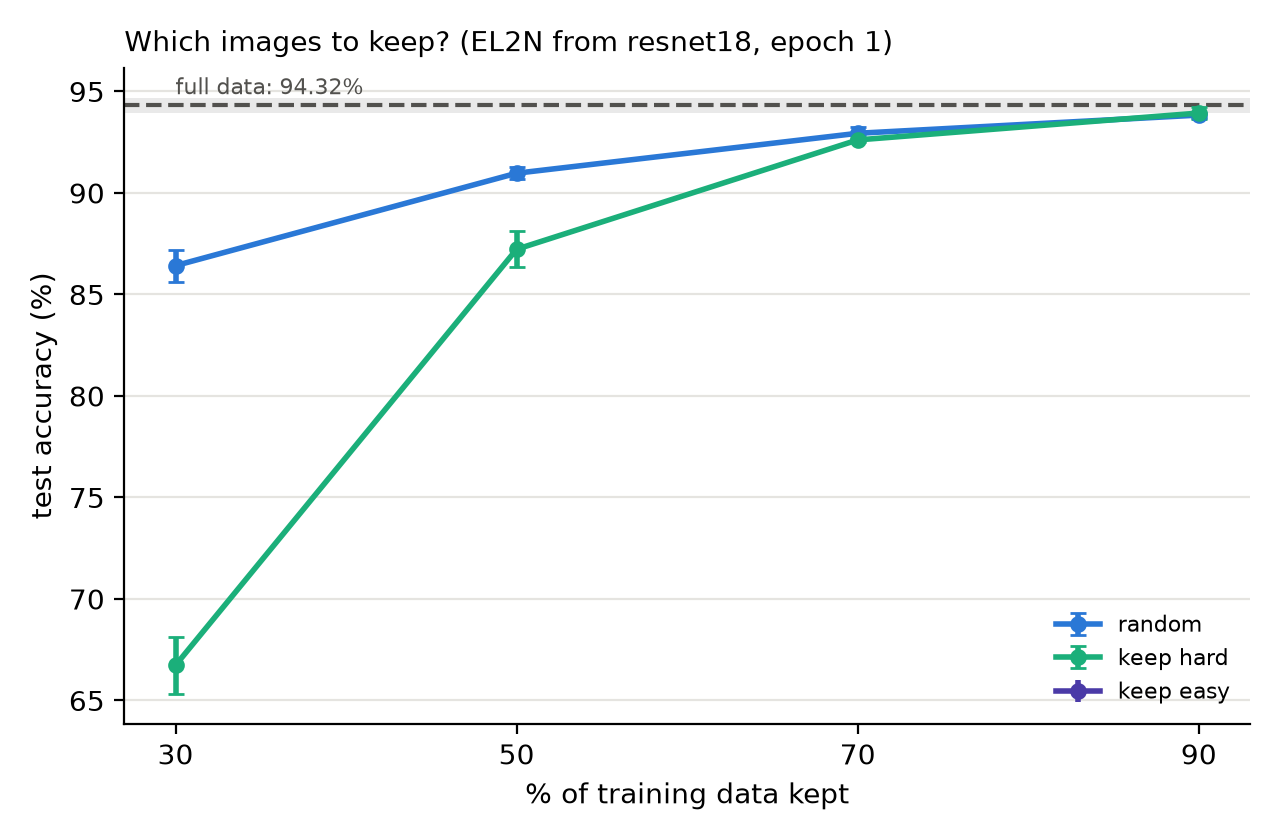 Which images to keep? (EL2N from resnet18, epoch 1)
full data: 94.32%
95
90
85
80
75
70
65
test accuracy (%)
30
50
70
90
% of training data kept
random
keep hard
keep easy